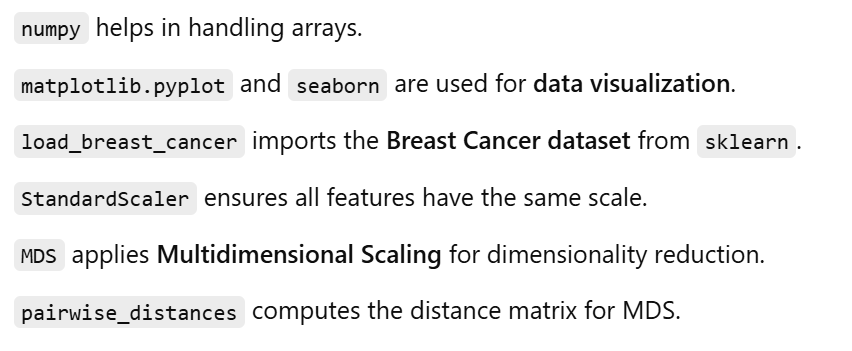 numpy helps in handling arrays.
matplotlib.pyplot and seaborn are used for data visualization.
load_breast_cancer imports the Breast Cancer dataset from sklearn.
StandardScaler ensures all features have the same scale.
MDS applies Multidimensional Scaling for dimensionality reduction.
pairwise_distances computes the distance matrix for MDS.